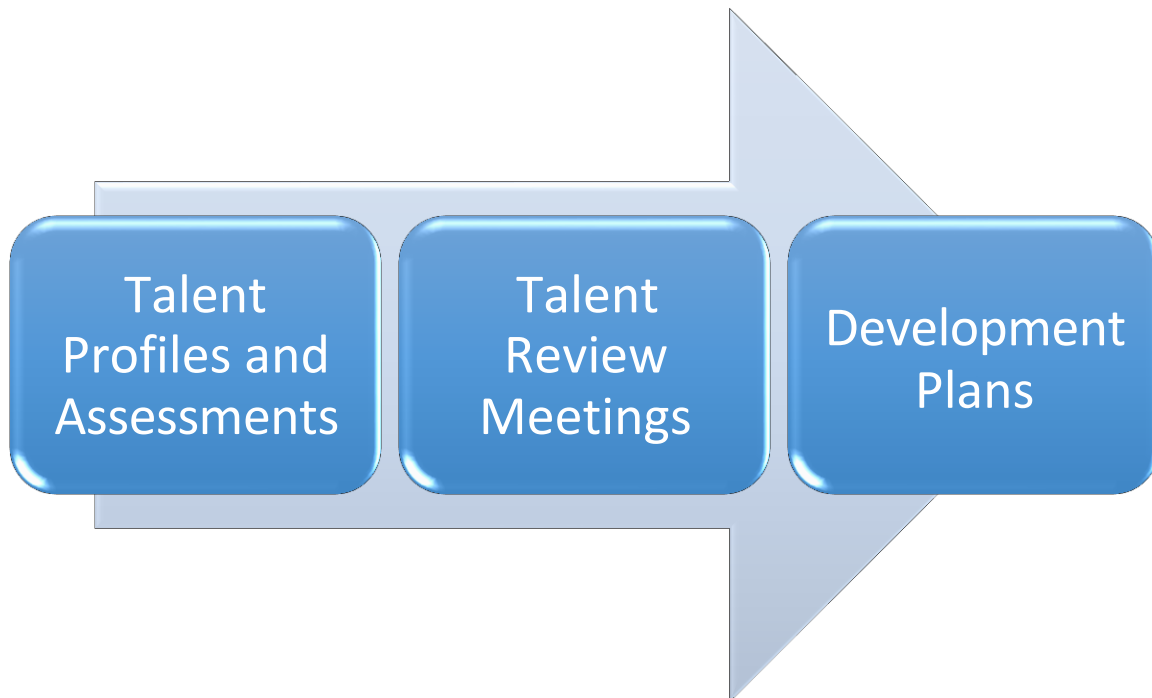 Talent
Profiles and
Assessments
Talent
Review
Meetings
Development
Plans